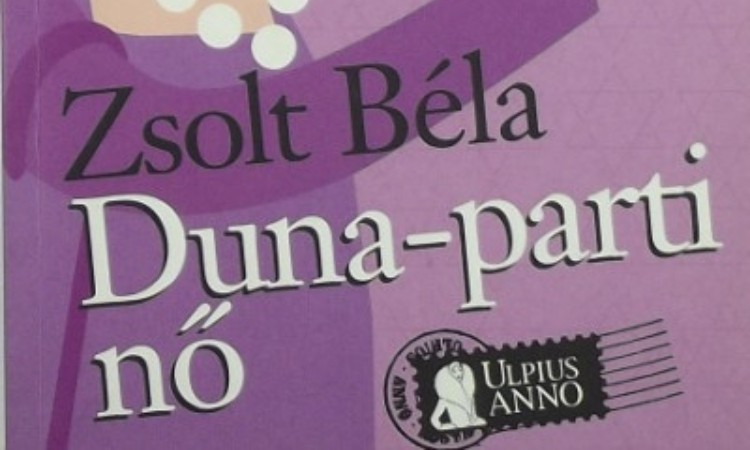 Zsolt Béla
Duna-parti
nő
ULPIUS
ANNO